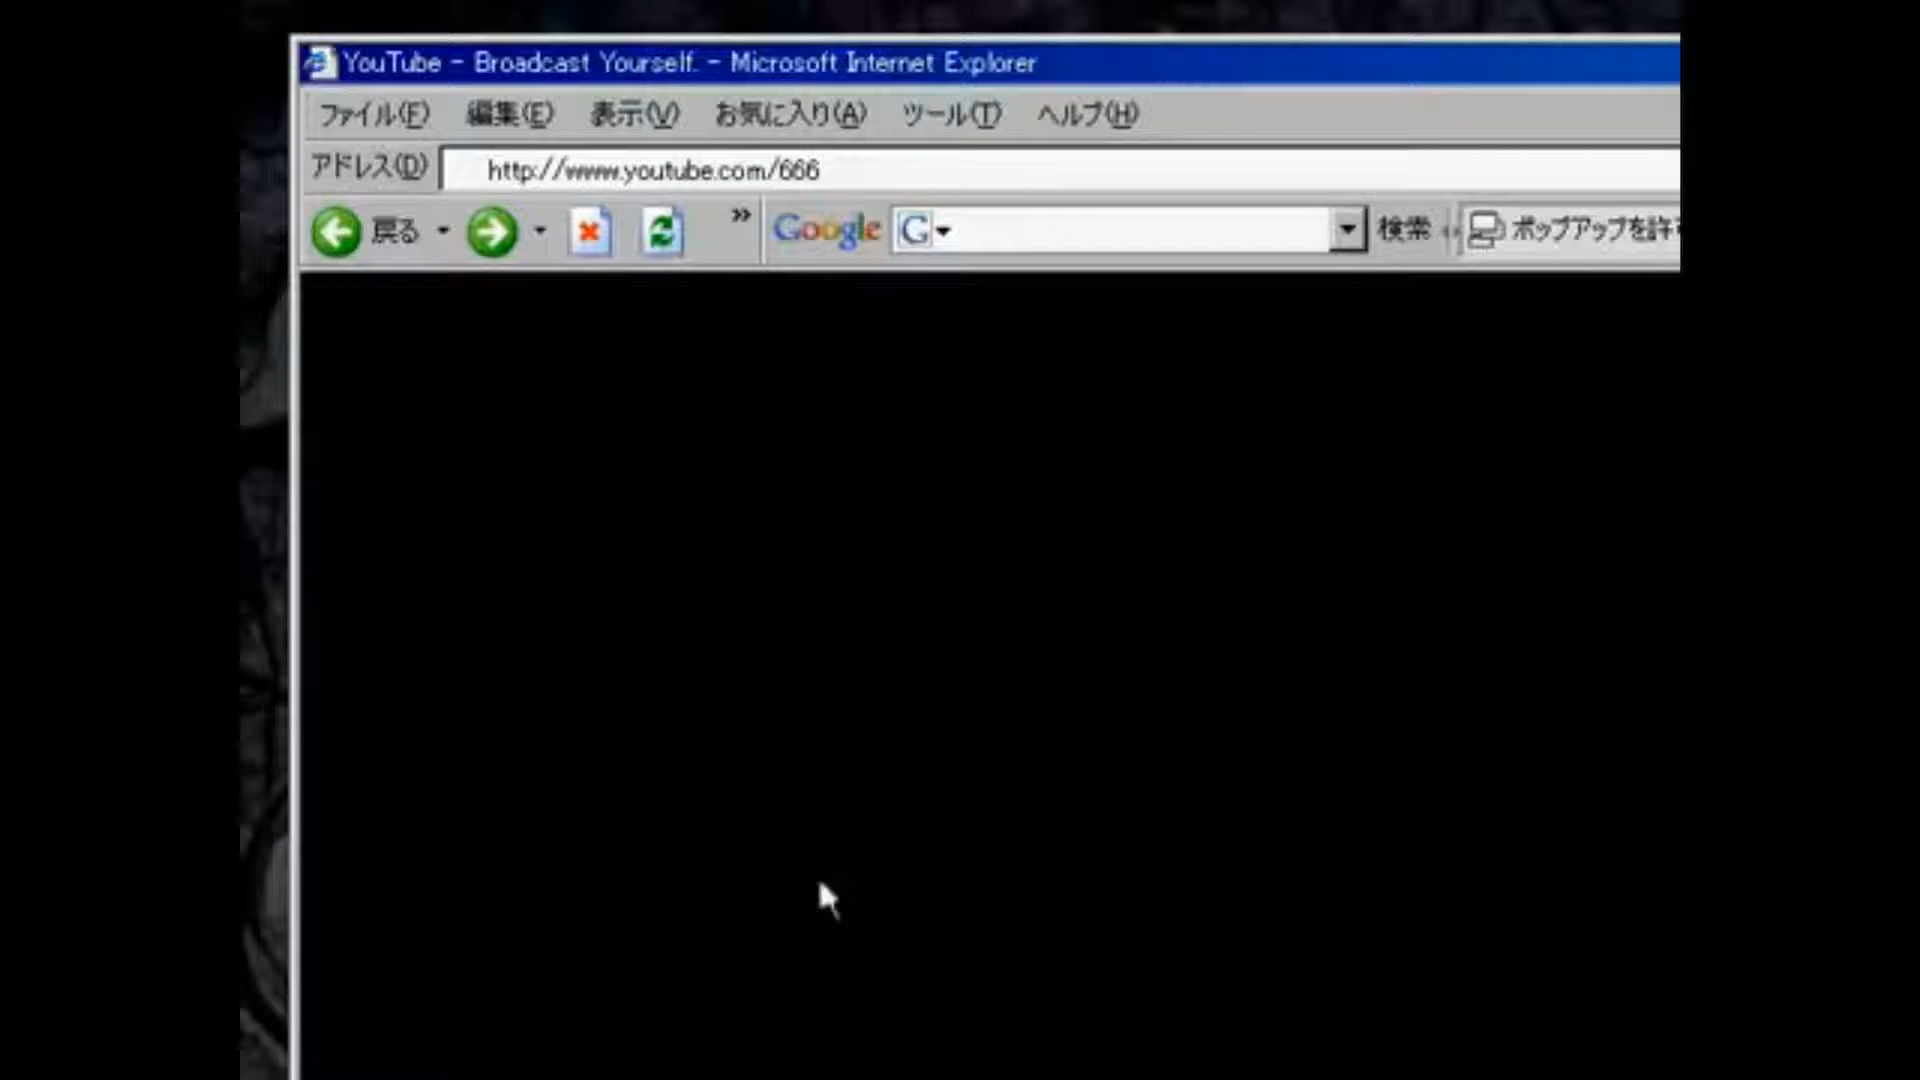 YouTube - Broadcast Yourself. - Microsoft Internet Explorer
ファイル(F) 編集(E) 表示(V) お気に入り(A) ツール(T) ヘルプ(H)
アドレス(D) http://www.youtube.com/666
戻る » Google G 検索 ポップアップを許